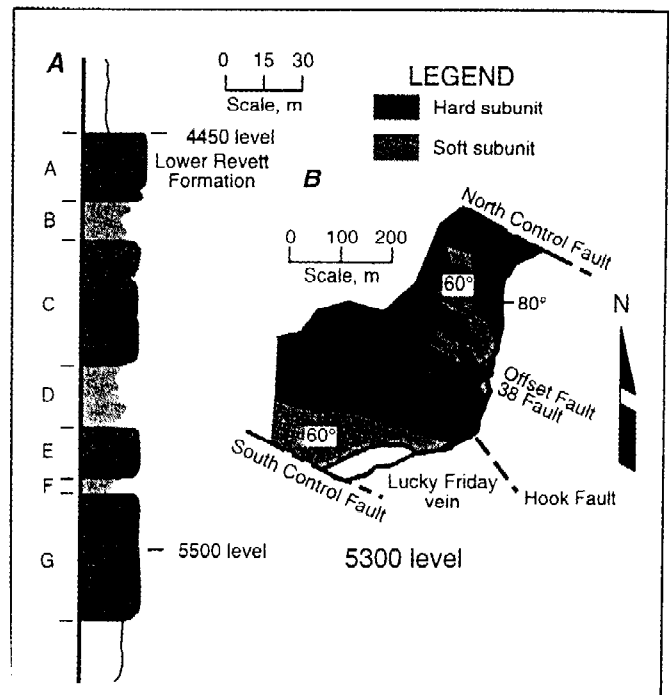 A
0 15 30
Scale, m
LEGEND
Hard subunit
Soft subunit
4450 level
Lower Revett
Formation
A
B
C
D
E
F
G
5500 level
B
0 100 200
Scale, m
North Control Fault
60°
80°
N
Offset Fault
38 Fault
60°
South Control Fault
Lucky Friday
vein
Hook Fault
5300 level